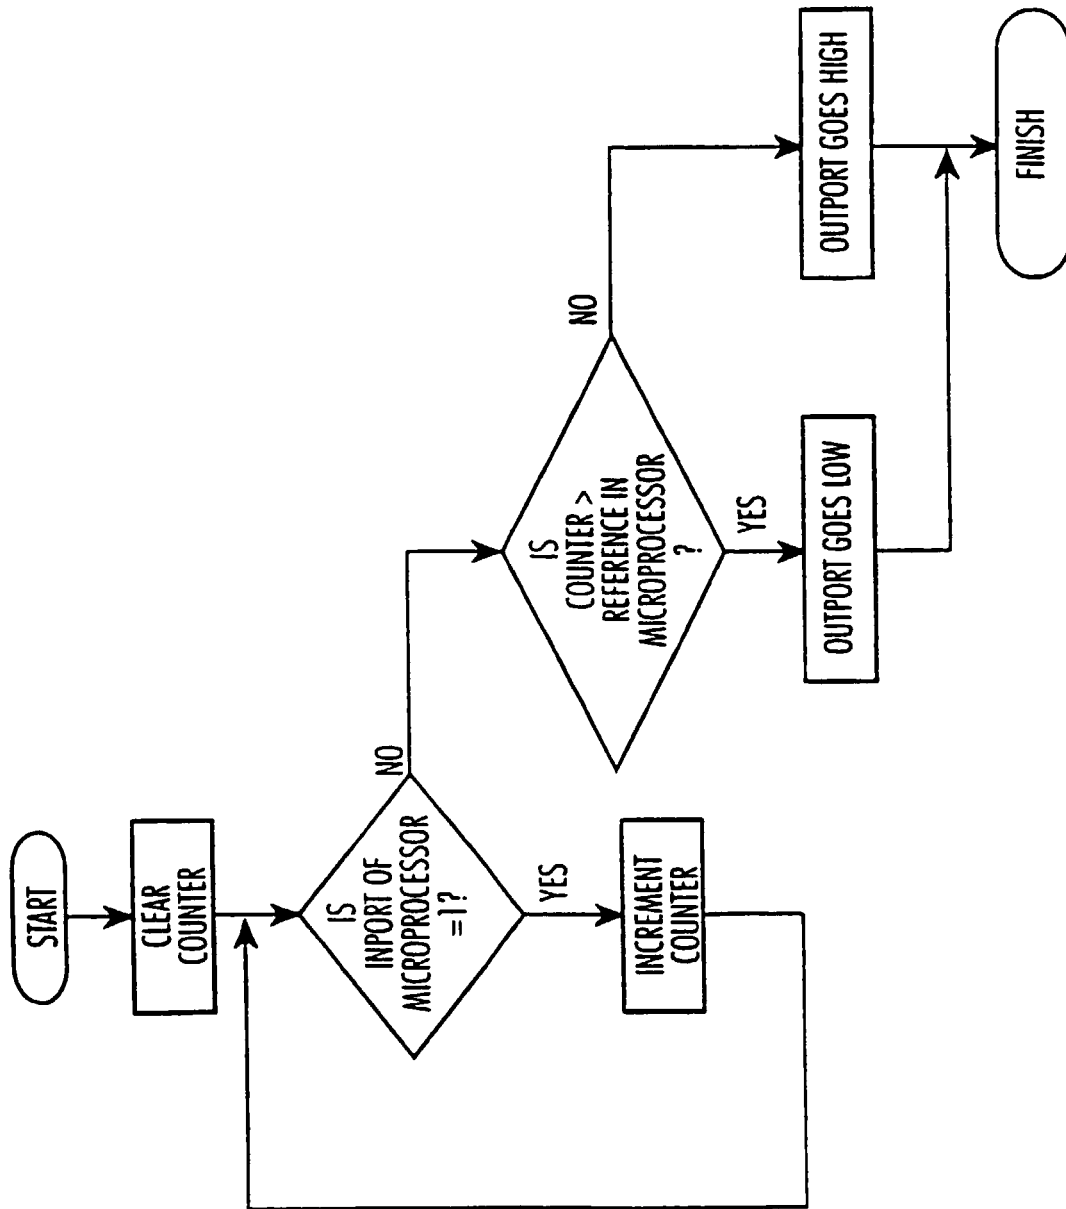 START
CLEAR
COUNTER
IS
INPORT OF
MICROPROCESSOR
=1?
NO
YES
INCREMENT
COUNTER
IS
COUNTER >
REFERENCE IN
MICROPROCESSOR
?
NO
YES
OUTPORT GOES LOW
OUTPORT GOES HIGH
FINISH